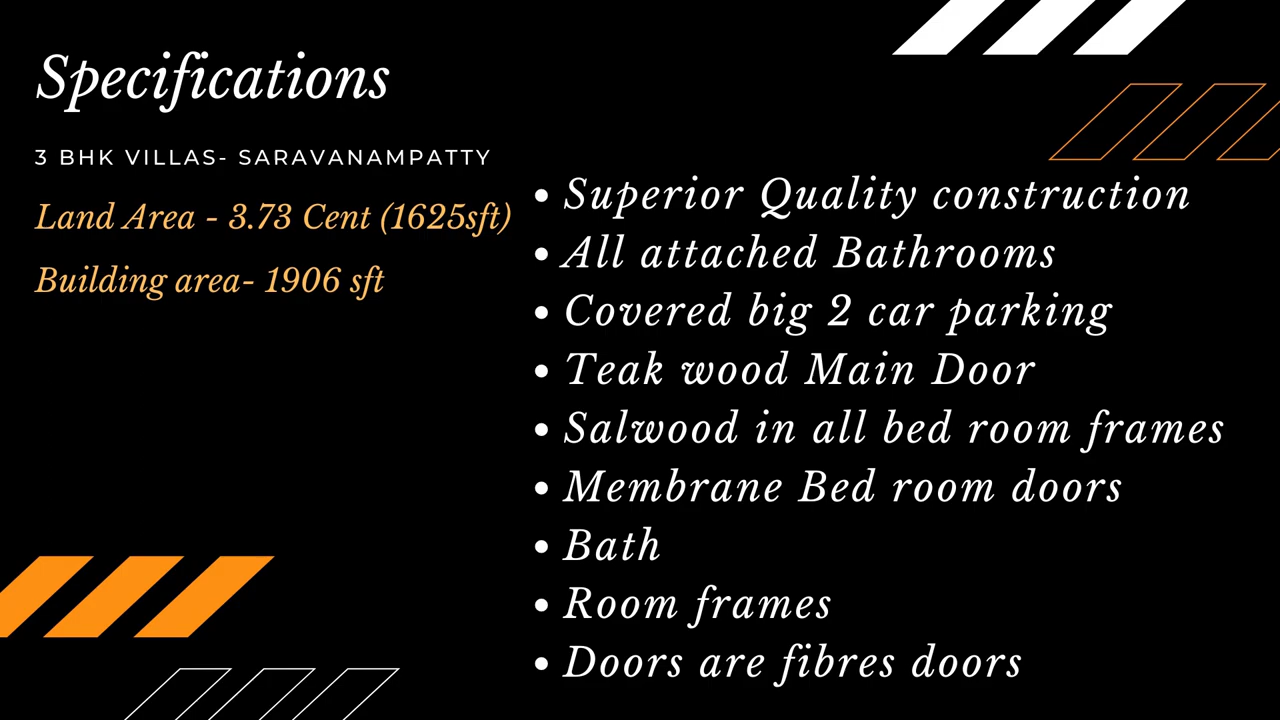 Specifications
3 BHK VILLAS- SARAVANAMPATTY
Land Area - 3.73 Cent (1625sft)
Building area- 1906 sft
• Superior Quality construction
• All attached Bathrooms
• Covered big 2 car parking
• Teak wood Main Door
• Salwood in all bed room frames
• Membrane Bed room doors
• Bath
• Room frames
• Doors are fibres doors